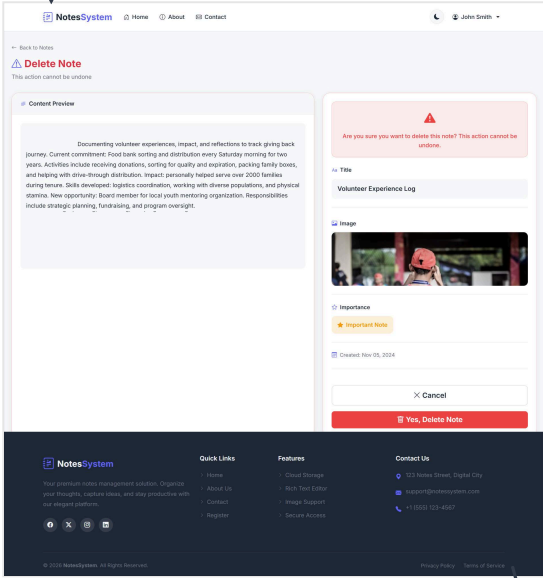 NotesSystem Home About Contact John Smith
← Back to Notes
Delete Note
This action cannot be undone
Content Preview
Documenting volunteer experiences, impact, and reflections to track giving back
journey. Current commitment: Food bank sorting and distribution every Saturday morning for two
years. Activities include receiving donations, sorting for quality and expiration, packing family boxes,
and helping with drive-through distribution. Impact: personally helped serve over 2000 families
during tenure. Skills developed: logistics coordination, working with diverse populations, and physical
stamina. New opportunity: Board member for local youth mentoring organization. Responsibilities
include strategic planning, fundraising, and program oversight.
Are you sure you want to delete this note? This action cannot be
undone.
Aa Title
Volunteer Experience Log
Image
Importance
Important Note
Created: Nov 05, 2024
Cancel
Yes, Delete Note
NotesSystem
Your premium notes management solution. Organize
your thoughts, capture ideas, and stay productive with
our elegant platform.
Quick Links
Home
About Us
Contact
Register
Features
Cloud Storage
Rich Text Editor
Image Support
Secure Access
Contact Us
123 Notes Street, Digital City
support@notessystem.com
+1 (555) 123-4567
© 2026 NotesSystem. All Rights Reserved.
Privacy Policy Terms of Service